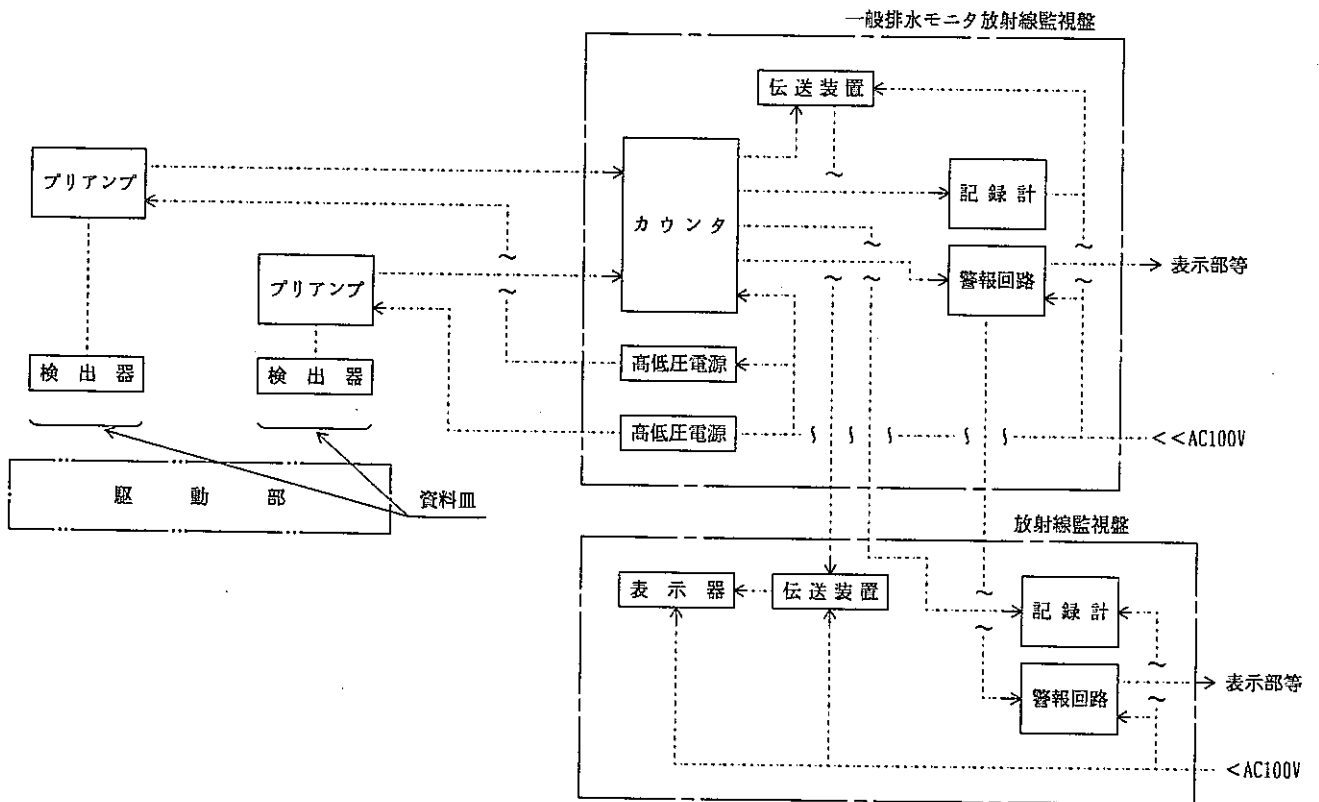 一般排水モニタ放射線監視盤
伝送装置
プリアンプ
カウンタ
記録計
プリアンプ
警報回路
表示部等
検出器
検出器
高低圧電源
高低圧電源
<<AC100V
駆動部
資料皿
放射線監視盤
表示器
伝送装置
記録計
警報回路
表示部等
<AC100V